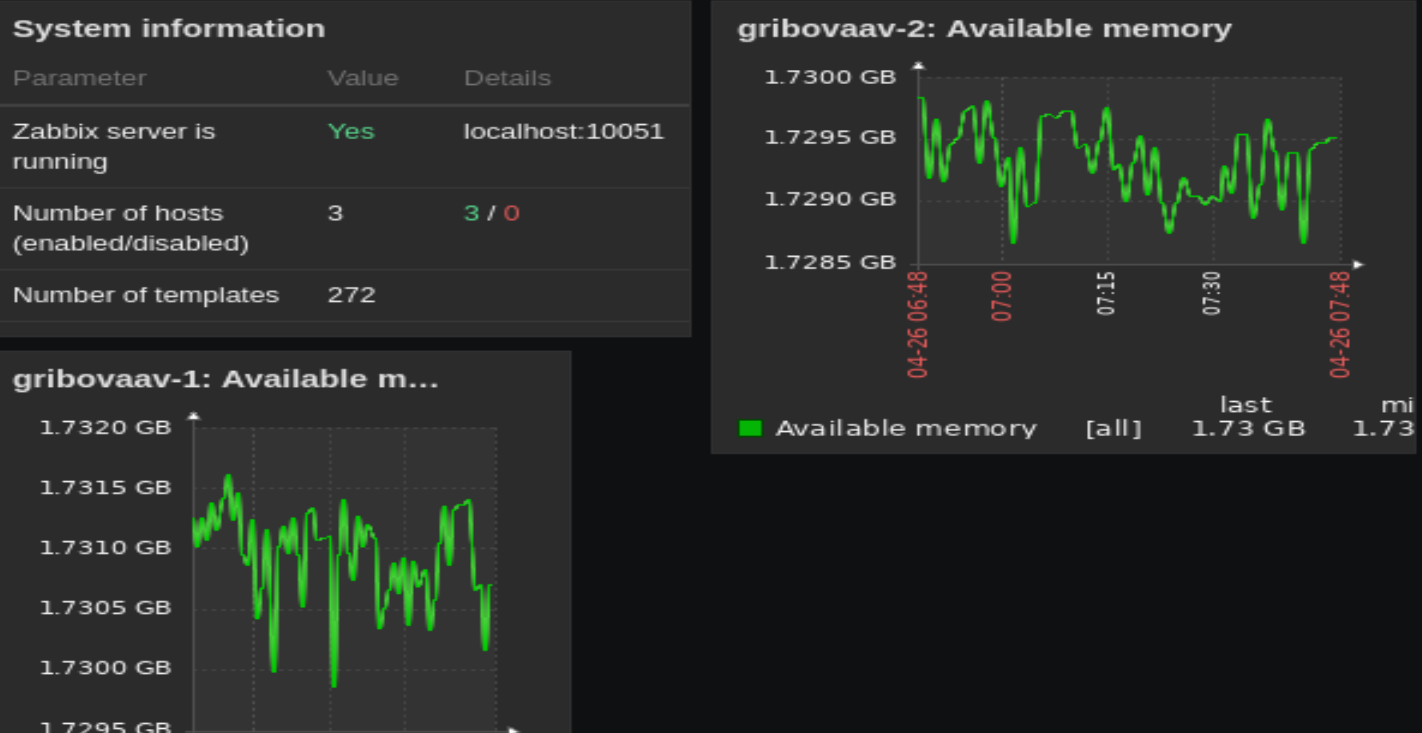 System information
Parameter Value Details
Zabbix server is running Yes localhost:10051
Number of hosts (enabled/disabled) 3 3 / 0
Number of templates 272
gribovaav-2: Available memory
1.7300 GB
1.7295 GB
1.7290 GB
1.7285 GB
04-26 06:48
07:00
07:15
07:30
04-26 07:48
last mi
Available memory [all] 1.73 GB 1.73
gribovaav-1: Available m...
1.7320 GB
1.7315 GB
1.7310 GB
1.7305 GB
1.7300 GB
1.7295 GB